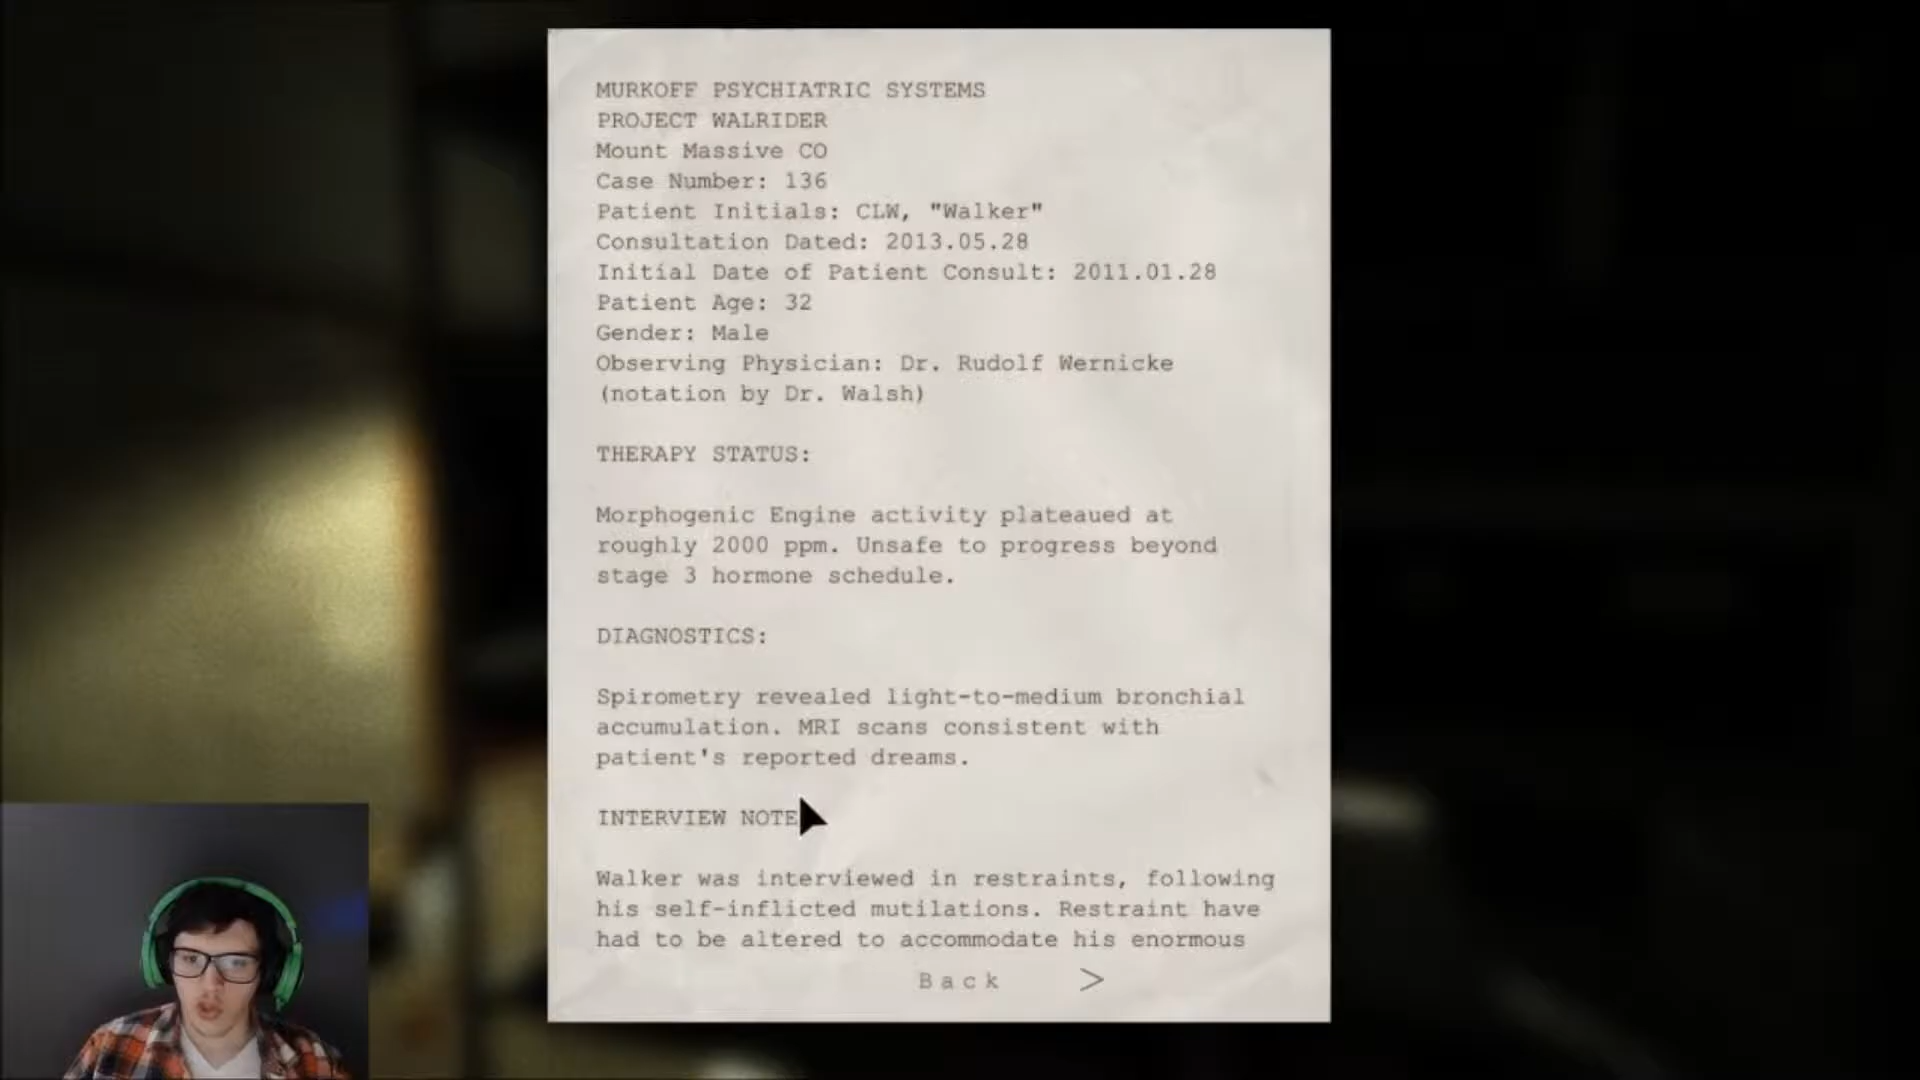 MURKOFF PSYCHIATRIC SYSTEMS
PROJECT WALRIDER
Mount Massive CO
Case Number: 136
Patient Initials: CLW, "Walker"
Consultation Dated: 2013.05.28
Initial Date of Patient Consult: 2011.01.28
Patient Age: 32
Gender: Male
Observing Physician: Dr. Rudolf Wernicke
(notation by Dr. Walsh)
THERAPY STATUS:
Morphogenic Engine activity plateaued at
roughly 2000 ppm. Unsafe to progress beyond
stage 3 hormone schedule.
DIAGNOSTICS:
Spirometry revealed light-to-medium bronchial
accumulation. MRI scans consistent with
patient's reported dreams.
INTERVIEW NOTE
Walker was interviewed in restraints, following
his self-inflicted mutilations. Restraint have
had to be altered to accommodate his enormous
Back >